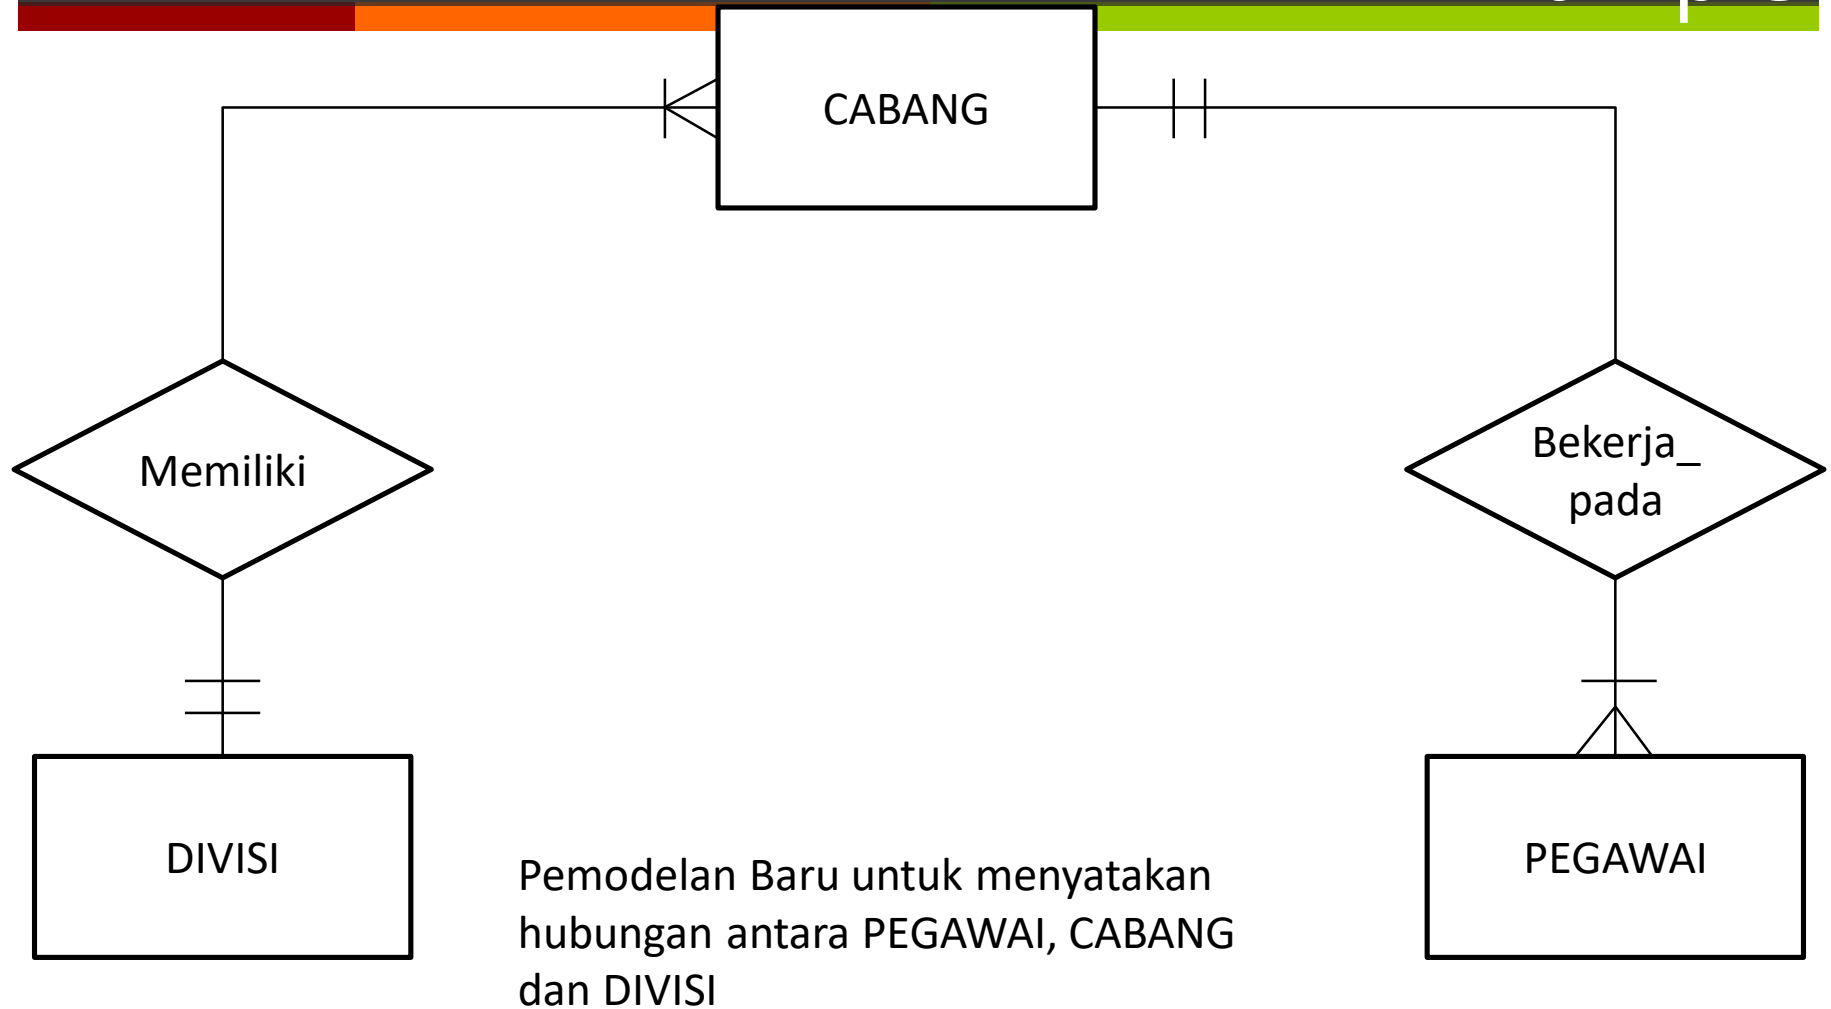 CABANG
Memiliki
Bekerja_
pada
DIVISI
PEGAWAI
Pemodelan Baru untuk menyatakan
hubungan antara PEGAWAI, CABANG
dan DIVISI